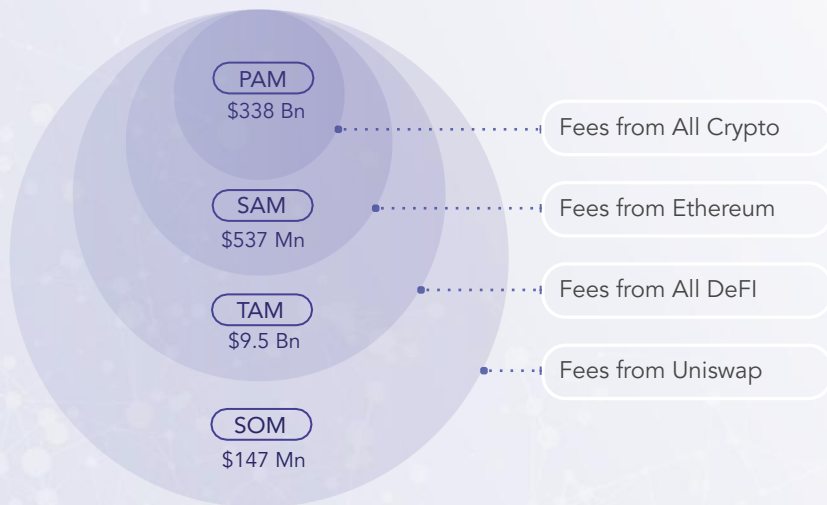 PAM
$338 Bn
Fees from All Crypto
SAM
$537 Mn
Fees from Ethereum
TAM
$9.5 Bn
Fees from All DeFI
Fees from Uniswap
SOM
$147 Mn